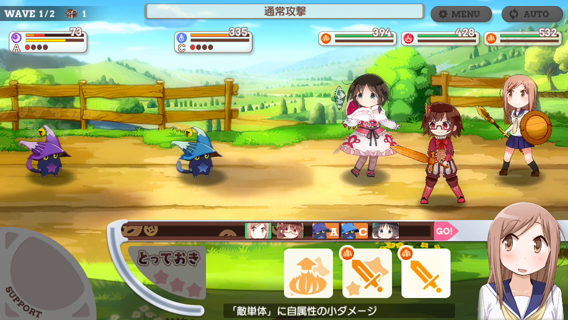 WAVE 1/2 1
通常攻撃
MENU
AUTO
73
A
335
C
394
428
532
A
C
GO!
とっておき
SUPPORT
「敵単体」に自属性の小ダメージ